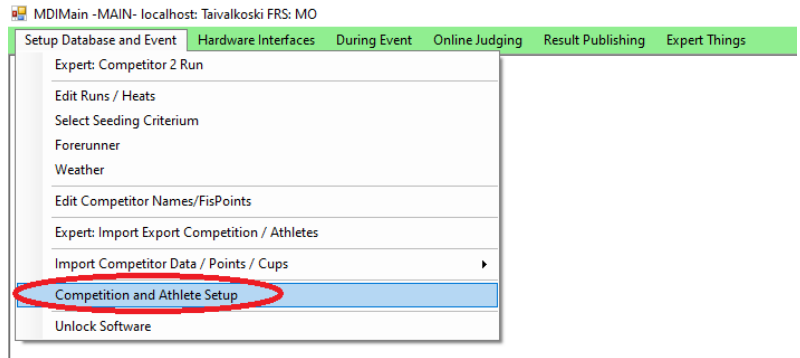 MDIMain -MAIN- localhost: Taivalkoski FRS: MO
Setup Database and Event Hardware Interfaces During Event Online Judging Result Publishing Expert Things
Expert: Competitor 2 Run
Edit Runs / Heats
Select Seeding Criterium
Forerunner
Weather
Edit Competitor Names/FisPoints
Expert: Import Export Competition / Athletes
Import Competitor Data / Points / Cups
Competition and Athlete Setup
Unlock Software